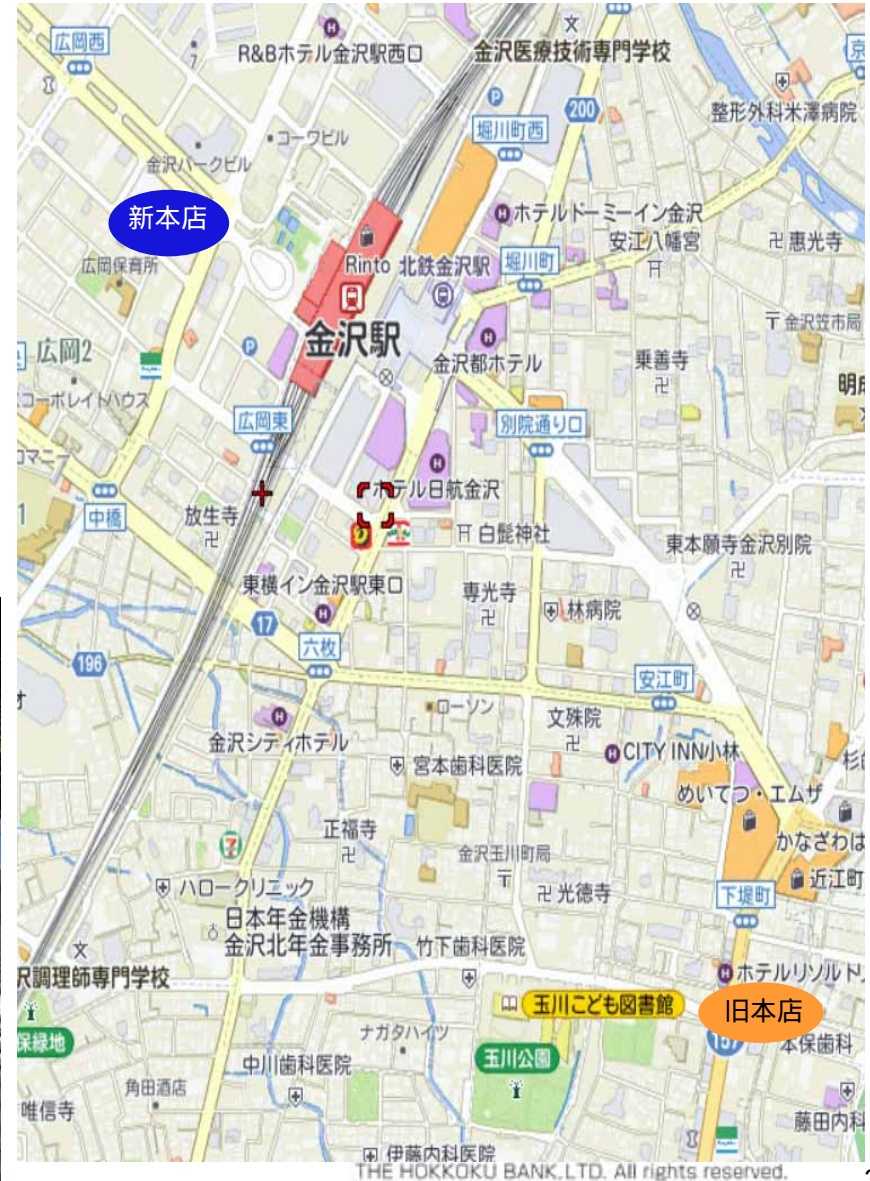 広岡西
R&Bホテル金沢駅西口
金沢医療技術専門学校
京
整形外科米澤病院
200
堀川町西
コーワビル
金沢パークビル
新本店
ホテルドーミーイン金沢
安江八幡宮
惠光寺
広岡保育所
Rinto
北鉄金沢駅
堀川町
金沢笠市局
金沢駅
広岡2
金沢都ホテル
乗善寺
明成
コーポレイトハウス
広岡東
別院通り口
中橋
放生寺
ホテル日航金沢
白髭神社
東本願寺金沢別院
東横イン金沢駅東口
専光寺
林病院
17
六枚
196
安江町
ローソン
文殊院
金沢シティホテル
CITY INN小林
宮本歯科医院
めいてつ・エムザ
正福寺
金沢玉川町局
かなざわは
近江町
ハロークリニック
光徳寺
下堤町
日本年金機構
金沢北年金事務所
竹下歯科医院
沢調理師専門学校
ホテルリソルト
玉川こども図書館
旧本店
保緑地
ナガタハイツ
157
本保歯科
中川歯科医院
玉川公園
角田酒店
唯信寺
藤田内科
伊藤内科医院
THE HOKKOKU BANK,LTD. All rights reserved.